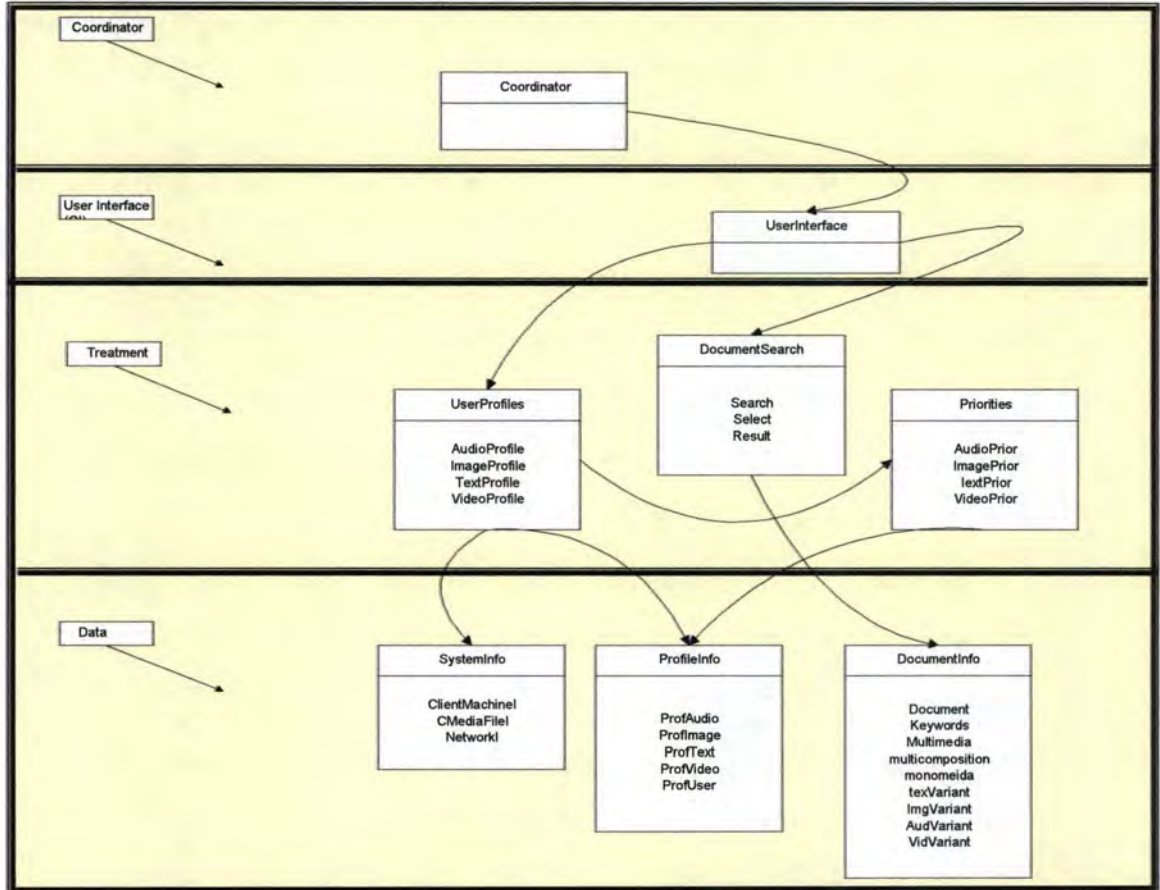 Coordinator
Coordinator
User Interface
UserInterface
Treatment
DocumentSearch
Search
Select
Result
UserProfiles
AudioProfile
ImageProfile
TextProfile
VideoProfile
Priorities
AudioPrior
ImagePrior
IextPrior
VideoPrior
Data
SystemInfo
ClientMachineI
CMediaFileI
NetworkI
ProfileInfo
ProfAudio
ProfImage
ProfText
ProfVideo
ProfUser
DocumentInfo
Document
Keywords
Multimedia
multicomposition
monomeida
texVariant
ImgVariant
AudVariant
VidVariant